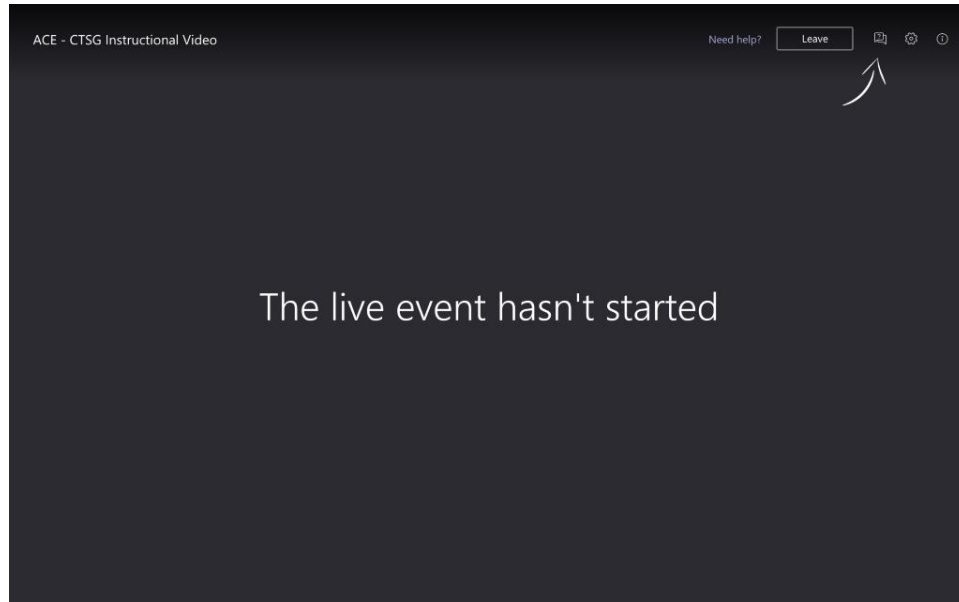 ACE - CTSG Instructional Video
Need help?
Leave
The live event hasn't started